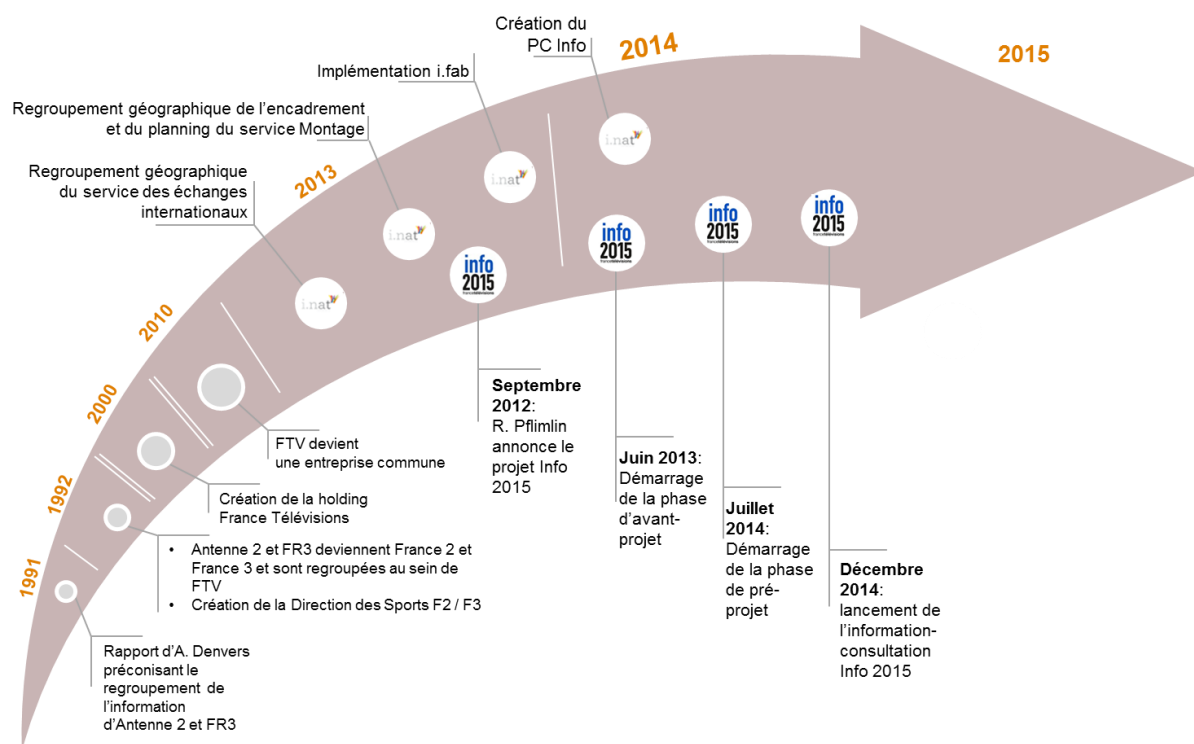 Création du
PC Info
2014
2015
Implémentation i.fab
Regroupement géographique de l'encadrement
et du planning du service Montage
2013
Regroupement géographique
du service des échanges
internationaux
i.nat
i.nat
i.nat
i.nat
info
2015
francetélévisions
info
2015
francetélévisions
info
2015
francetélévisions
info
2015
francetélévisions
2010
2000
1992
1991
Septembre
2012:
R. Pflimlin
annonce le
projet Info
2015
Juin 2013:
Démarrage
de la phase
d'avant-
projet
Juillet
2014:
Démarrage
de la phase
de pré-
projet
Décembre
2014:
lancement de
l'information-
consultation
Info 2015
FTV devient
une entreprise commune
Création de la holding
France Télévisions
• Antenne 2 et FR3 deviennent France 2 et
France 3 et sont regroupées au sein de
FTV
• Création de la Direction des Sports F2 / F3
Rapport d'A. Denvers
préconisant le
regroupement de
l'information
d'Antenne 2 et FR3